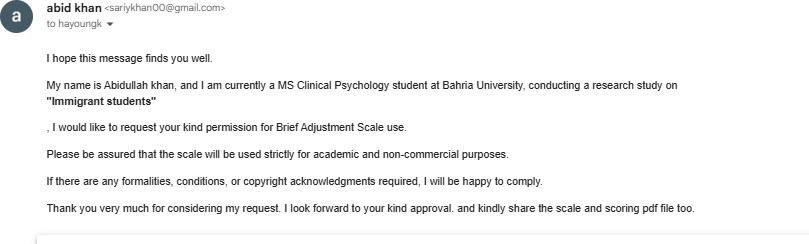 a
abid khan <sariykhan00@gmail.com>
to hayoungk
I hope this message finds you well.
My name is Abidullah khan, and I am currently a MS Clinical Psychology student at Bahria University, conducting a research study on
"Immigrant students"
, I would like to request your kind permission for Brief Adjustment Scale use.
Please be assured that the scale will be used strictly for academic and non-commercial purposes.
If there are any formalities, conditions, or copyright acknowledgments required, I will be happy to comply.
Thank you very much for considering my request. I look forward to your kind approval. and kindly share the scale and scoring pdf file too.